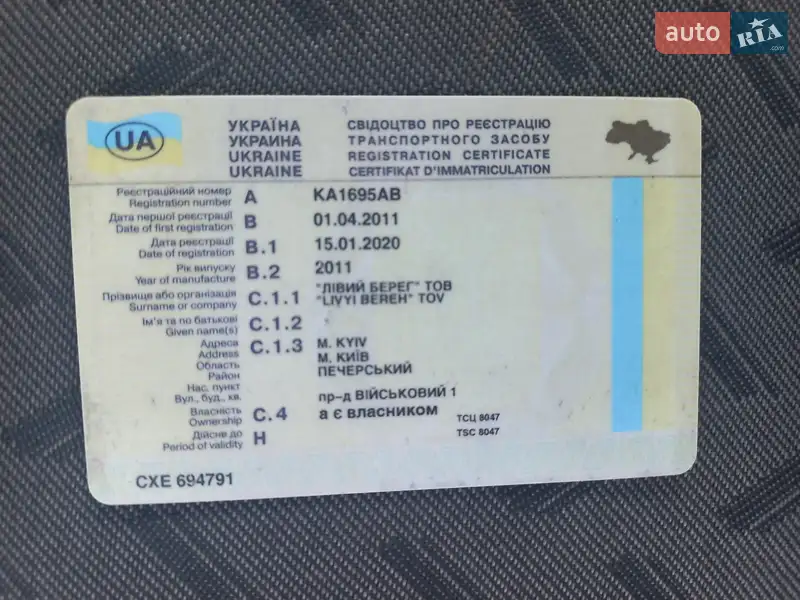 auto RIA .com
UA
УКРАЇНА СВІДОЦТВО ПРО РЕЄСТРАЦІЮ
УКРАИНА ТРАНСПОРТНОГО ЗАСОБУ
UKRAINE REGISTRATION CERTIFICATE
UKRAINE CERTIFIKAT D'IMMATRICULATION
Реєстраційний номер
Registration number A KA1695AB
Дата першої реєстрації
Date of first registration B 01.04.2011
Дата реєстрації
Date of registration B.1 15.01.2020
Рік випуску
Year of manufacture B.2 2011
Прізвище або організація "ЛІВИЙ БЕРЕГ" ТОВ
Surname or company C.1.1 "LIVYI BEREH" TOV
Ім'я та по батькові
Given name(s) C.1.2
Адреса C.1.3 M. KYIV
Address М. КИЇВ
Область ПЕЧЕРСЬКИЙ
Район
Нас. пункт
Вул., буд., кв. пр-д ВІЙСЬКОВИЙ 1
Власність C.4 а є власником ТСЦ 8047
Ownership
Дійсне до H TSC 8047
Period of validity
CXE 694791